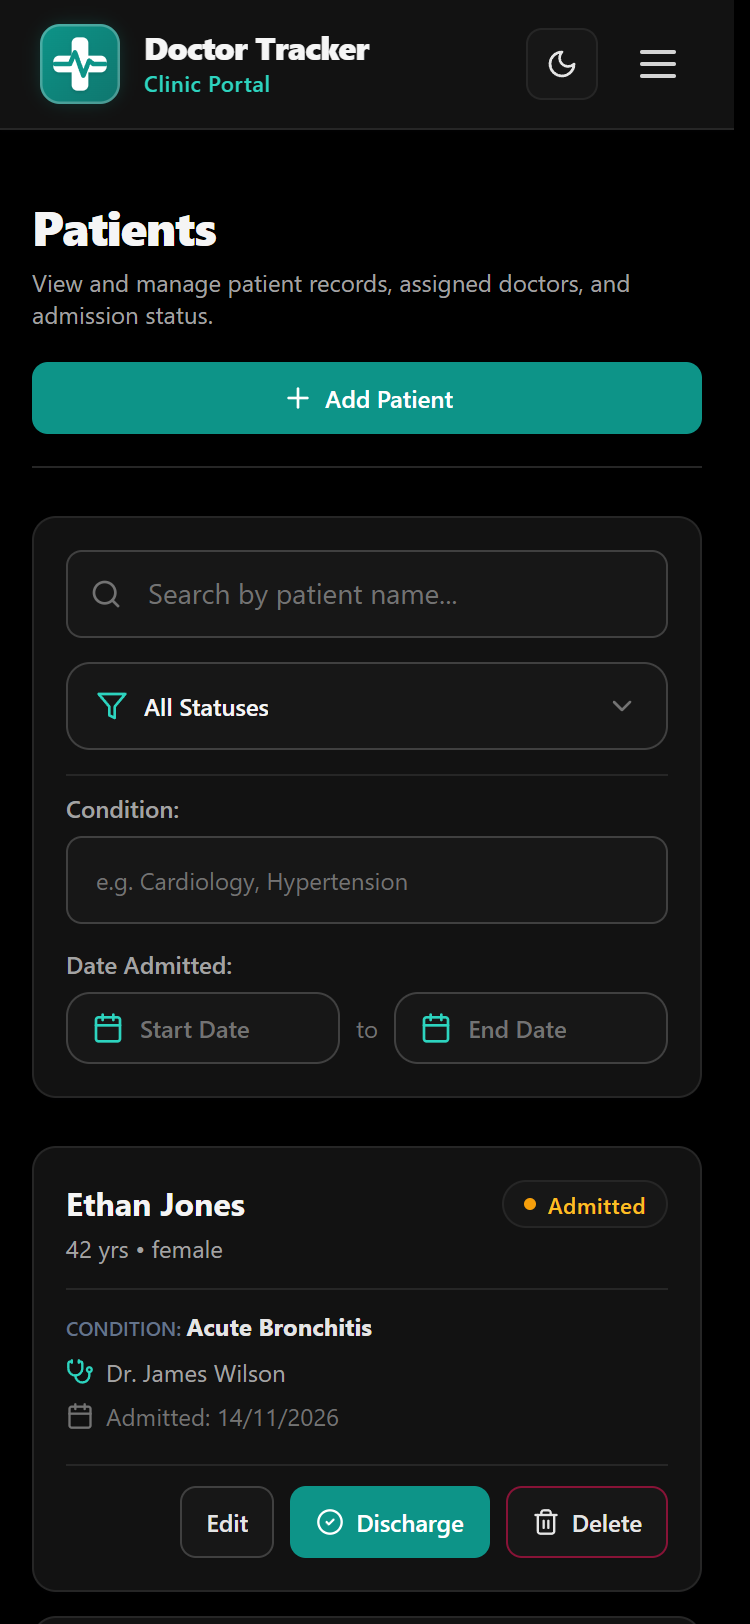 Doctor Tracker
Clinic Portal
Patients
View and manage patient records, assigned doctors, and
admission status.
Add Patient
Search by patient name...
All Statuses
Condition:
e.g. Cardiology, Hypertension
Date Admitted:
Start Date to End Date
Ethan Jones
Admitted
42 yrs • female
CONDITION: Acute Bronchitis
Dr. James Wilson
Admitted: 14/11/2026
Edit Discharge Delete